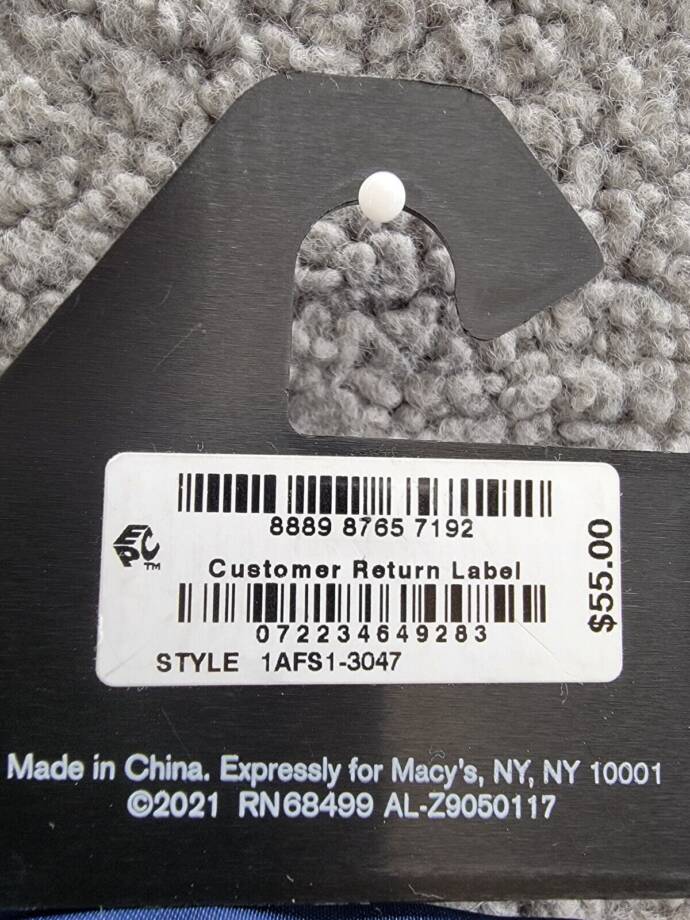 8889 8765 7192
EPC™
Customer Return Label
$55.00
072234649283
STYLE 1AFS1-3047
Made in China. Expressly for Macy's, NY, NY 10001
©2021 RN68499 AL-Z9050117